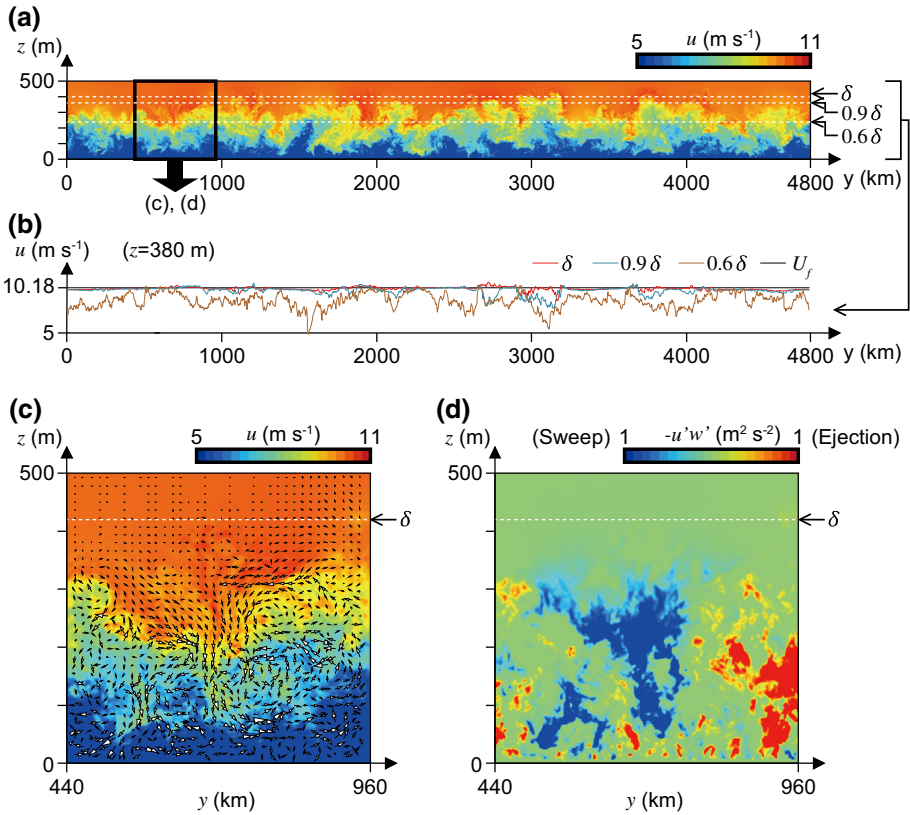 (a)
z (m)
5 u (m s⁻¹) 11
500
δ
0.9 δ
0.6 δ
0
0 1000 2000 3000 4000 4800 y (km)
(c), (d)
(b)
u (m s⁻¹) (z=380 m)
δ 0.9 δ 0.6 δ U_f
10.18
5
0 1000 2000 3000 4000 4800 y (km)
(c)
z (m)
5 u (m s⁻¹) 11
500
δ
0
440 960
y (km)
(d)
z (m)
(Sweep) 1 -u'w' (m² s⁻²) 1 (Ejection)
500
δ
0
440 960
y (km)